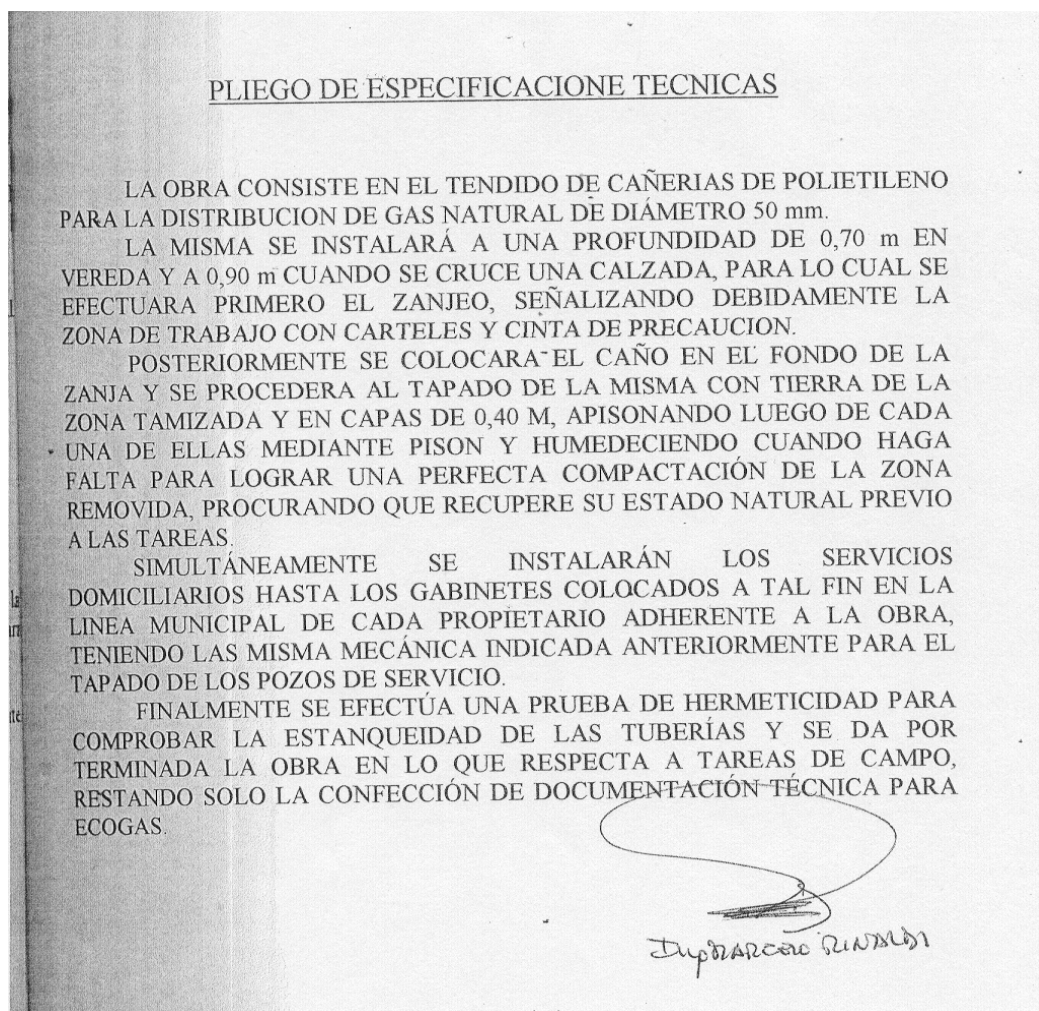 PLIEGO DE ESPECIFICACIONE TECNICAS
LA OBRA CONSISTE EN EL TENDIDO DE CAÑERIAS DE POLIETILENO
PARA LA DISTRIBUCION DE GAS NATURAL DE DIÁMETRO 50 mm.
LA MISMA SE INSTALARÁ A UNA PROFUNDIDAD DE 0,70 m EN
VEREDA Y A 0,90 m CUANDO SE CRUCE UNA CALZADA, PARA LO CUAL SE
EFECTUARA PRIMERO EL ZANJEO, SEÑALIZANDO DEBIDAMENTE LA
ZONA DE TRABAJO CON CARTELES Y CINTA DE PRECAUCION.
POSTERIORMENTE SE COLOCARA EL CAÑO EN EL FONDO DE LA
ZANJA Y SE PROCEDERA AL TAPADO DE LA MISMA CON TIERRA DE LA
ZONA TAMIZADA Y EN CAPAS DE 0,40 M, APISONANDO LUEGO DE CADA
UNA DE ELLAS MEDIANTE PISON Y HUMEDECIENDO CUANDO HAGA
FALTA PARA LOGRAR UNA PERFECTA COMPACTACIÓN DE LA ZONA
REMOVIDA, PROCURANDO QUE RECUPERE SU ESTADO NATURAL PREVIO
A LAS TAREAS.
SIMULTÁNEAMENTE SE INSTALARÁN LOS SERVICIOS
DOMICILIARIOS HASTA LOS GABINETES COLOCADOS A TAL FIN EN LA
LINEA MUNICIPAL DE CADA PROPIETARIO ADHERENTE A LA OBRA,
TENIENDO LAS MISMA MECÁNICA INDICADA ANTERIORMENTE PARA EL
TAPADO DE LOS POZOS DE SERVICIO.
FINALMENTE SE EFECTÚA UNA PRUEBA DE HERMETICIDAD PARA
COMPROBAR LA ESTANQUEIDAD DE LAS TUBERÍAS Y SE DA POR
TERMINADA LA OBRA EN LO QUE RESPECTA A TAREAS DE CAMPO,
RESTANDO SOLO LA CONFECCIÓN DE DOCUMENTACIÓN TÉCNICA PARA
ECOGAS.
RINALDI